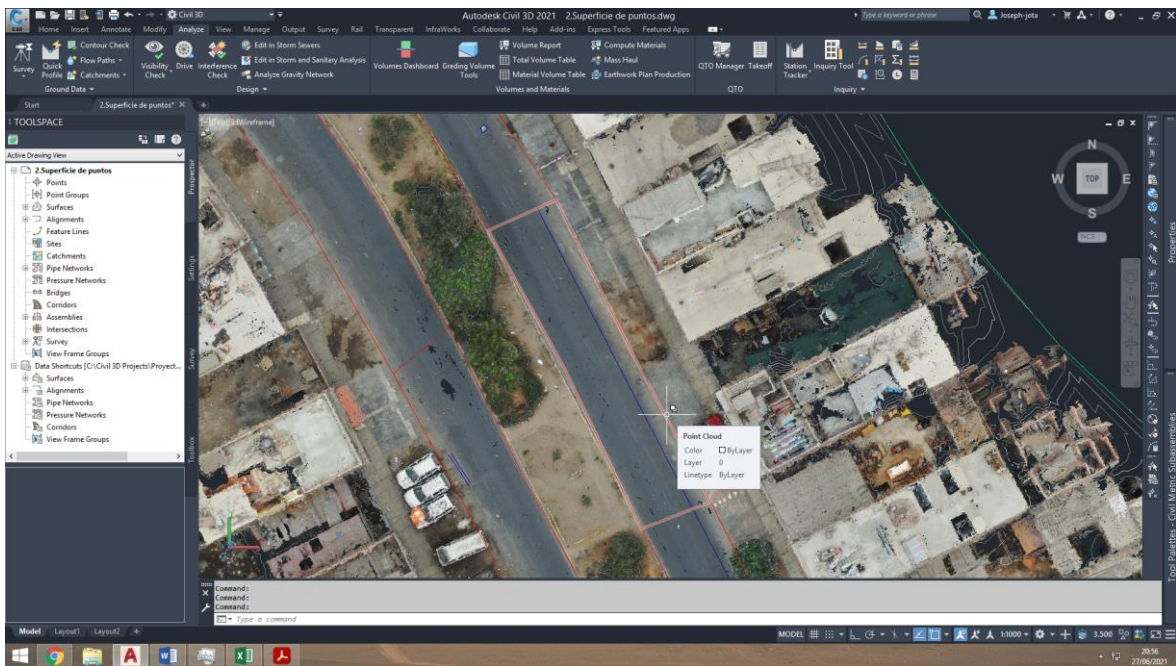 C3D
Civil 3D
Autodesk Civil 3D 2021 2.Superficie de puntos.dwg
Type a keyword or phrase
Joseph-jota
Home Insert Annotate Modify Analyze View Manage Output Survey Rail Transparent InfraWorks Collaborate Help Add-ins Express Tools Featured Apps
Survey
Quick Profile
Contour Check
Flow Paths
Catchments
Ground Data
Visibility Check
Drive
Interference Check
Edit in Storm Sewers
Edit in Storm and Sanitary Analysis
Analyze Gravity Network
Design
Volumes Dashboard
Grading Volume Tools
Volume Report
Total Volume Table
Material Volume Table
Compute Materials
Mass Haul
Earthwork Plan Production
Volumes and Materials
QTO Manager
Takeoff
QTO
Station Tracker
Inquiry Tool
Inquiry
Start
2.Superficie de puntos*
TOOLSPACE
Active Drawing View
2.Superficie de puntos
Points
Point Groups
Surfaces
Alignments
Feature Lines
Sites
Catchments
Pipe Networks
Pressure Networks
Bridges
Corridors
Assemblies
Intersections
Survey
View Frame Groups
Data Shortcuts [C:\Civil 3D Projects\Proyect...
Surfaces
Alignments
Pipe Networks
Pressure Networks
Corridors
View Frame Groups
Prospector
Settings
Survey
Toolbox
N
W
TOP
E
S
WCS
Point Cloud
Color ByLayer
Layer 0
Linetype ByLayer
Properties
Tool Palettes - Civil Metric Subassemblies
Command:
Command:
Command:
Type a command
Model Layout1 Layout2 +
MODEL
1:1000
3.500
20:56
27/06/2021